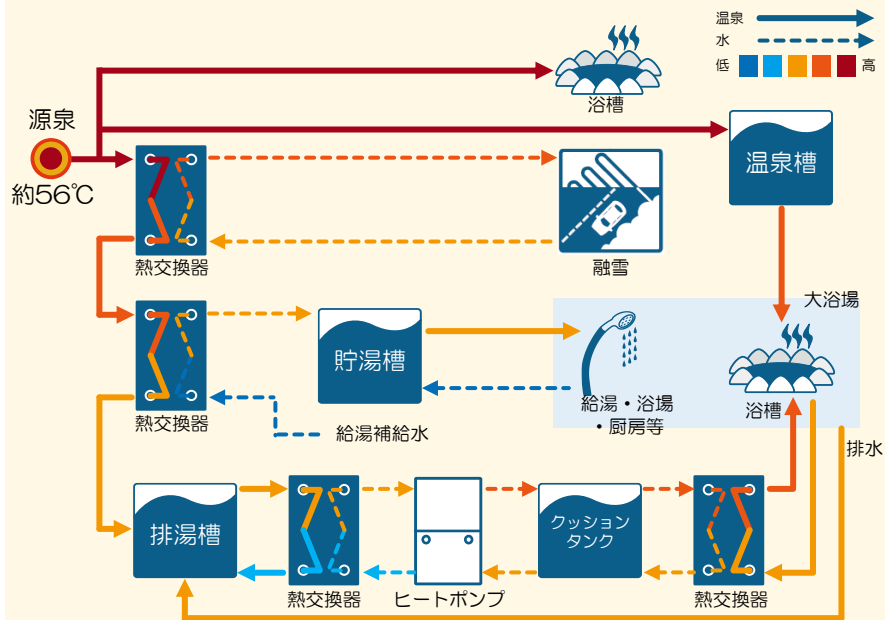 温泉
水
低
高
浴槽
源泉
約56℃
温泉槽
熱交換器
融雪
大浴場
貯湯槽
給湯・浴場
・厨房等
浴槽
熱交換器
給湯補給水
排水
排湯槽
クッション
タンク
熱交換器
ヒートポンプ
熱交換器